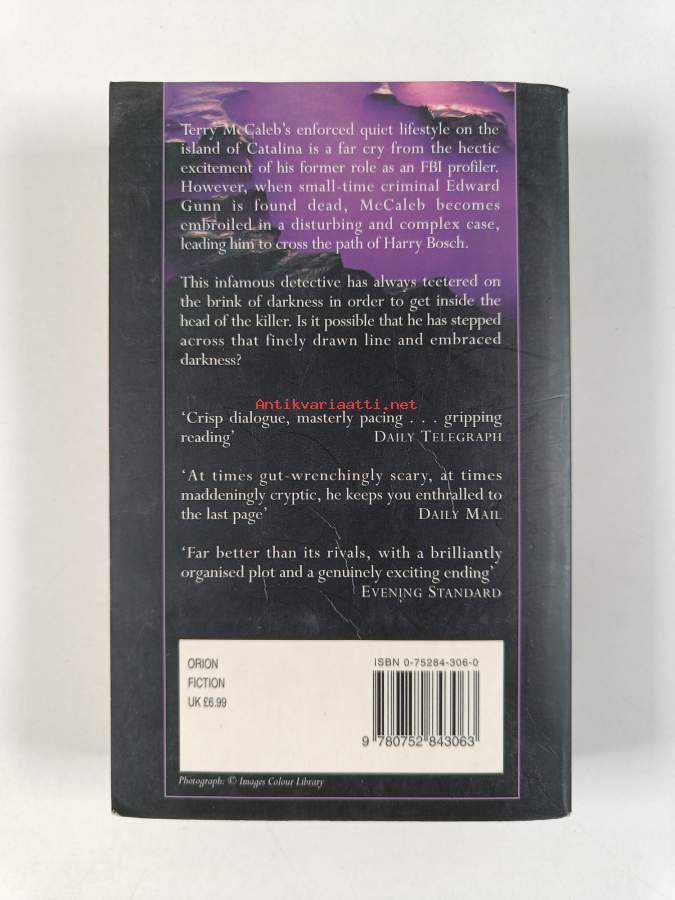 Terry McCaleb's enforced quiet lifestyle on the
island of Catalina is a far cry from the hectic
excitement of his former role as an FBI profiler.
However, when small-time criminal Edward
Gunn is found dead, McCaleb becomes
embroiled in a disturbing and complex case,
leading him to cross the path of Harry Bosch.
This infamous detective has always teetered on
the brink of darkness in order to get inside the
head of the killer. Is it possible that he has stepped
across that finely drawn line and embraced
darkness?
Antikvariaatti.net
‘Crisp dialogue, masterly pacing . . . gripping
reading’ DAILY TELEGRAPH
‘At times gut-wrenchingly scary, at times
maddeningly cryptic, he keeps you enthralled to
the last page’ DAILY MAIL
‘Far better than its rivals, with a brilliantly
organised plot and a genuinely exciting ending’
EVENING STANDARD
ORION
FICTION
UK £6.99
ISBN 0-75284-306-0
9 780752 843063
Photograph: © Images Colour Library